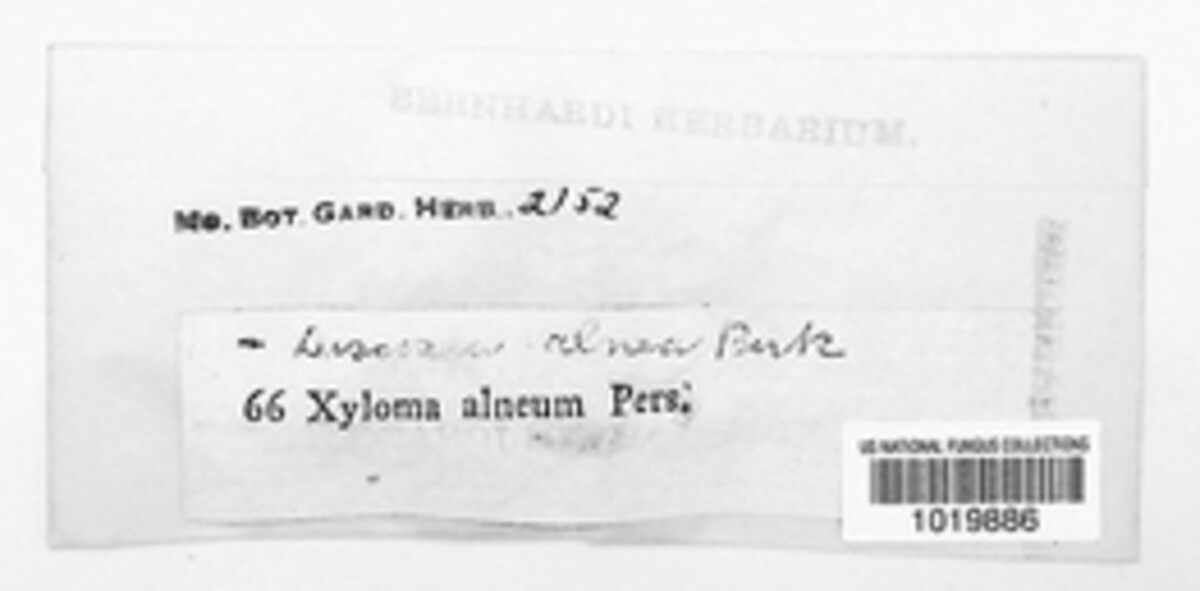 BERNHARDI HERBARIUM.
Mo. Bot. Gard. Herb. 2152
- alnea Berk
66 Xyloma alneum Pers.
US NATIONAL FUNGUS COLLECTIONS
1019886